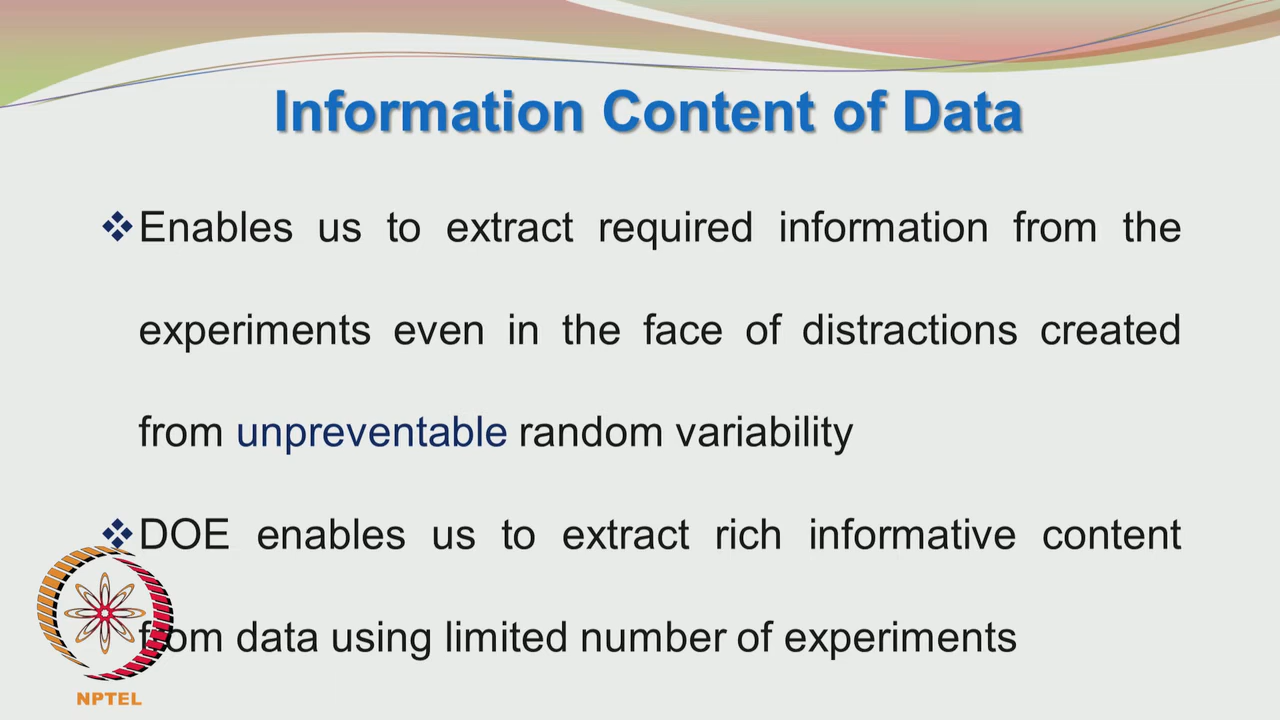 Information Content of Data
❖Enables us to extract required information from the
experiments even in the face of distractions created
from unpreventable random variability
❖DOE enables us to extract rich informative content
from data using limited number of experiments
NPTEL